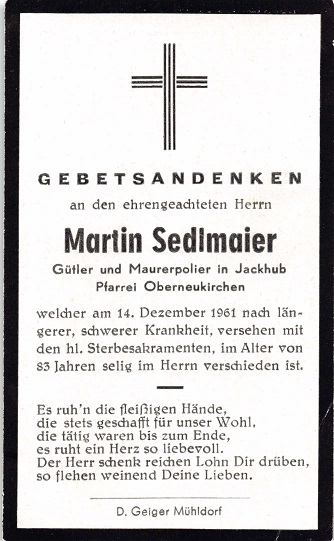 GEBETSANDENKEN
an den ehrengeachteten Herrn
Martin Sedlmaier
Gütler und Maurerpolier in Jackhub
Pfarrei Oberneukirchen
welcher am 14. Dezember 1961 nach län-
gerer, schwerer Krankheit, versehen mit
den hl. Sterbesakramenten, im Alter von
83 Jahren selig im Herrn verschieden ist.
Es ruh'n die fleißigen Hände,
die stets geschafft für unser Wohl,
die tätig waren bis zum Ende,
es ruht ein Herz so liebevoll.
Der Herr schenk reichen Lohn Dir drüben,
so flehen weinend Deine Lieben.
D. Geiger Mühldorf